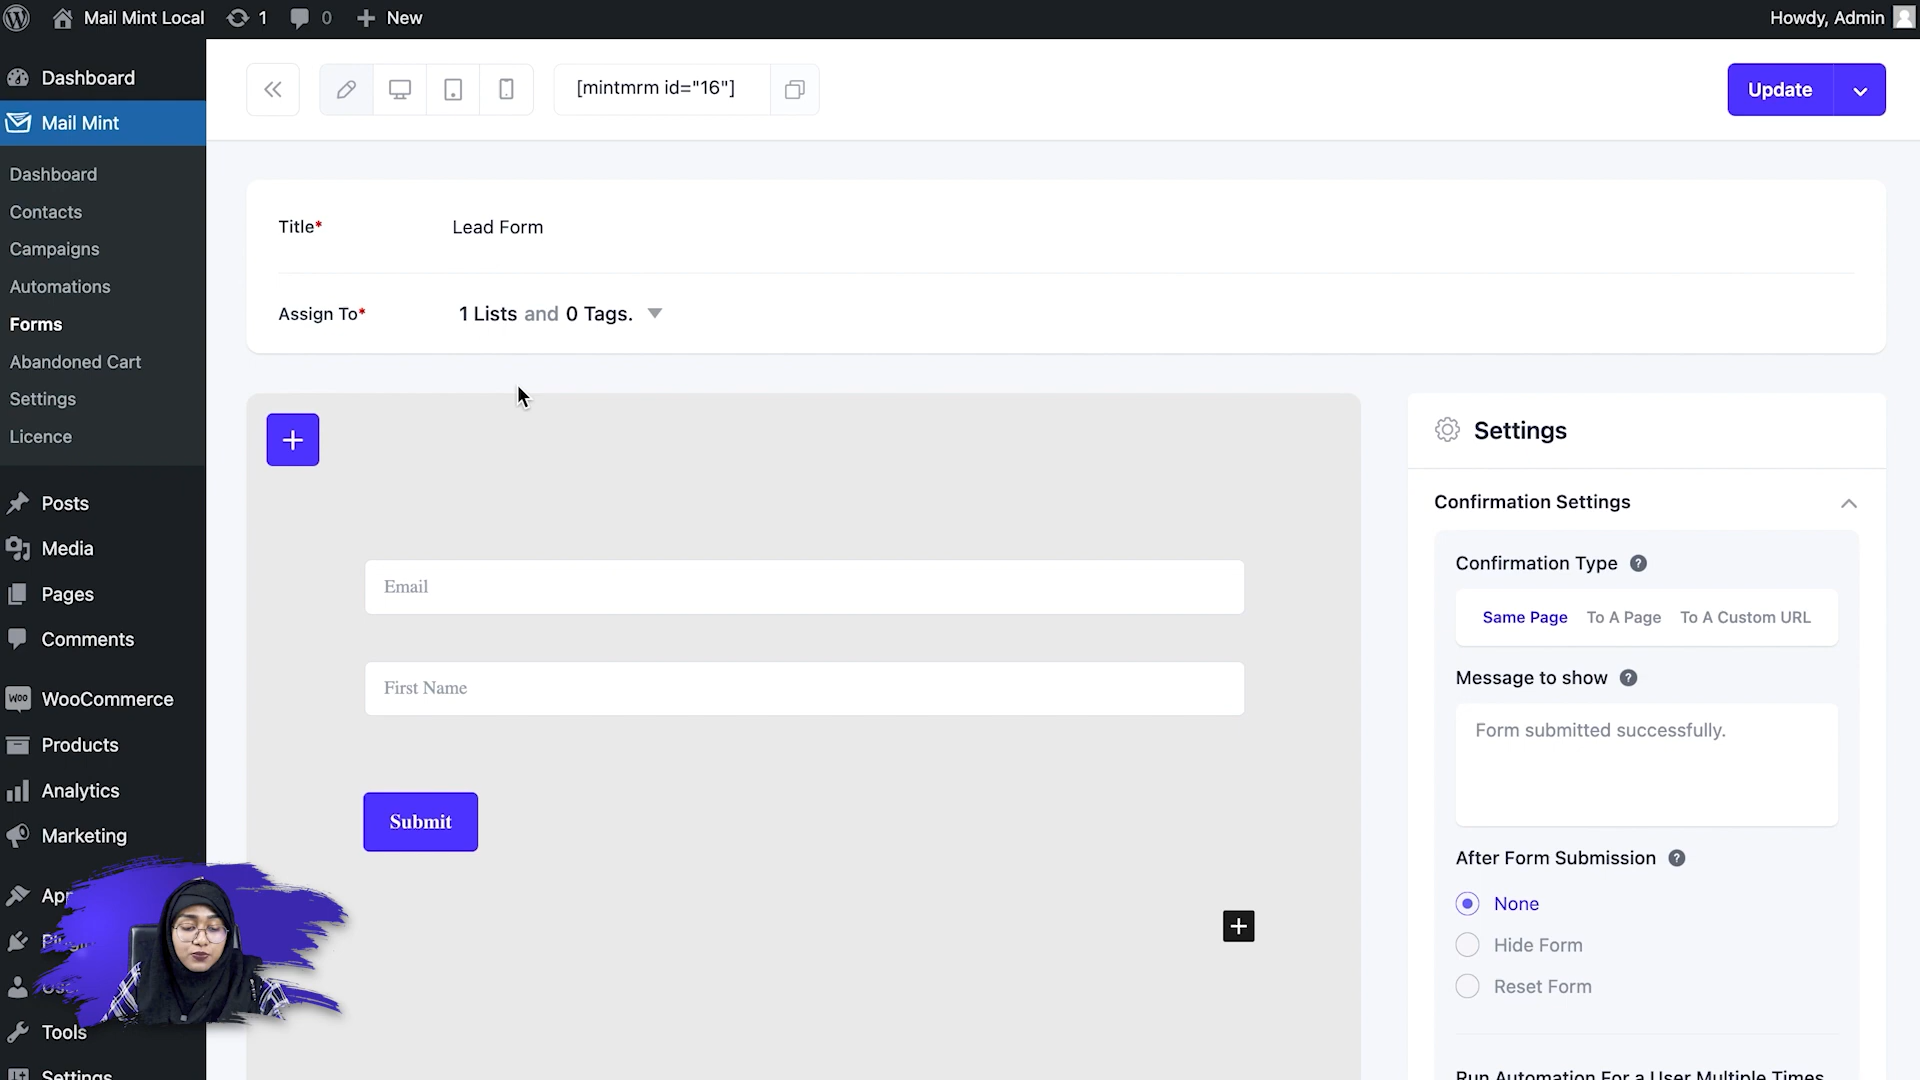 Mail Mint Local
1
0
New
Howdy, Admin
Dashboard
Mail Mint
Dashboard
Contacts
Campaigns
Automations
Forms
Abandoned Cart
Settings
Licence
Posts
Media
Pages
Comments
WooCommerce
Products
Analytics
Marketing
Tools
Settings
[mintmrm id="16"]
Update
Title*
Lead Form
Assign To*
1 Lists and 0 Tags.
Email
First Name
Submit
Settings
Confirmation Settings
Confirmation Type
Same Page To A Page To A Custom URL
Message to show
Form submitted successfully.
After Form Submission
None
Hide Form
Reset Form
Run Automation For a User Multiple Times